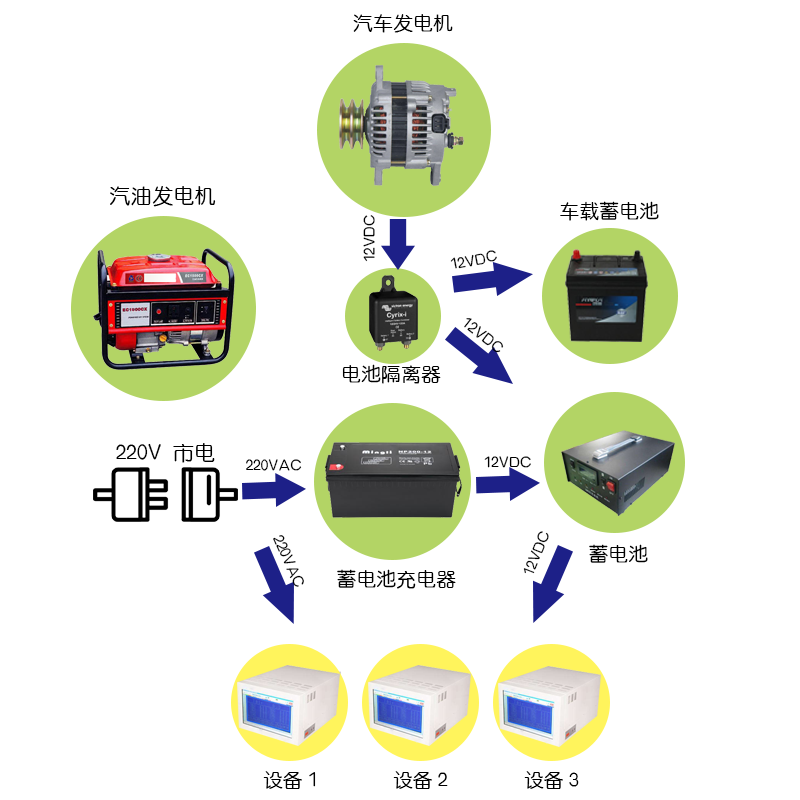 汽车发电机
汽油发电机
12VDC
车载蓄电池
12VDC
Cyrix-i
12VDC
电池隔离器
220V 市电
220VAC
12VDC
220VAC
12VDC
蓄电池
蓄电池充电器
设备 1
设备 2
设备 3